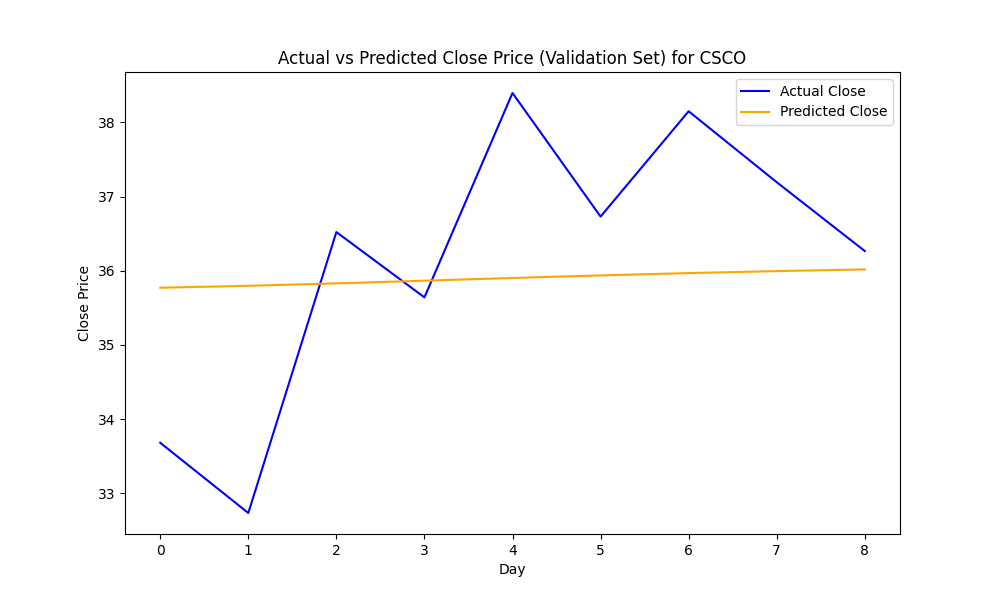 Actual vs Predicted Close Price (Validation Set) for CSCO
Actual Close
Predicted Close
Close Price
38
37
36
35
34
33
0 1 2 3 4 5 6 7 8
Day